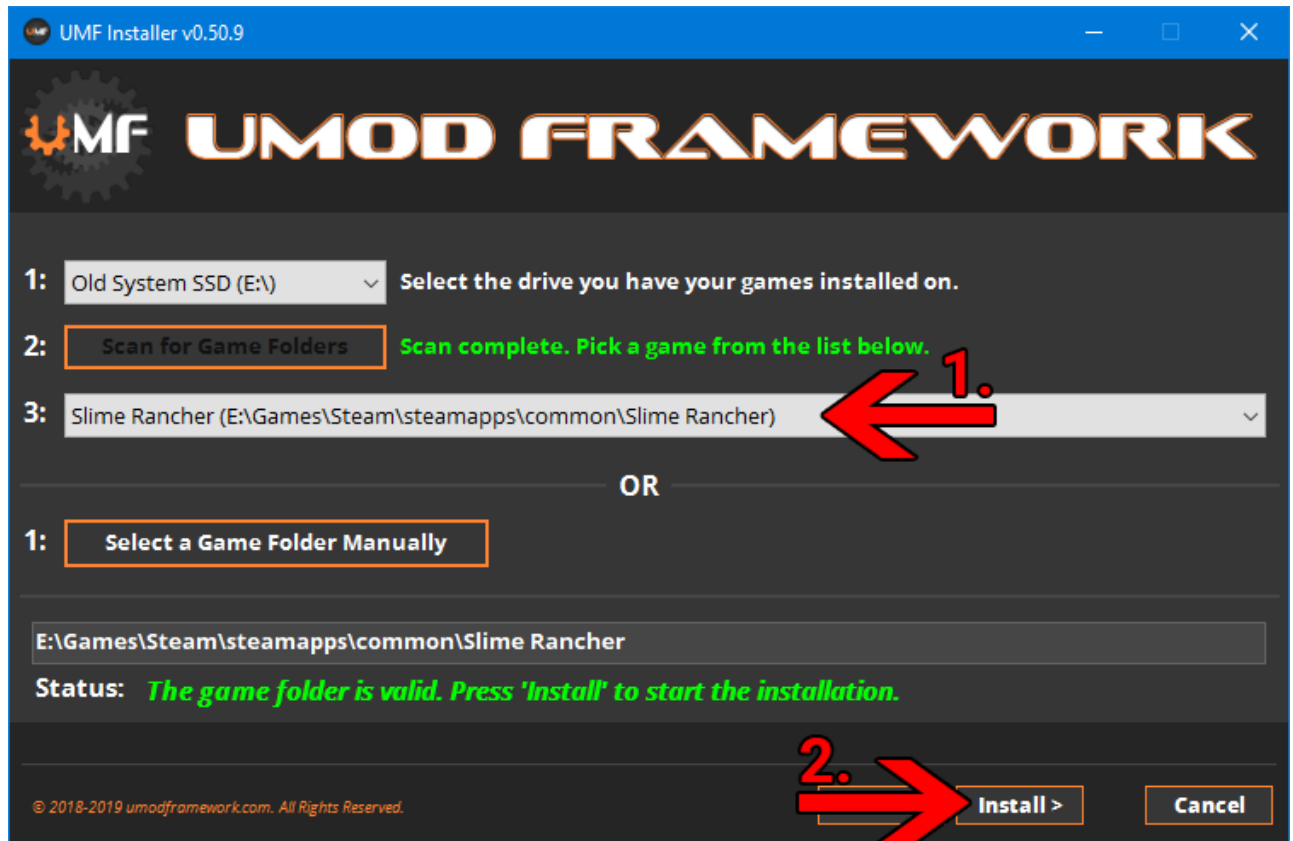 UMF Installer v0.50.9
UMF UMOD FRAMEWORK
1: Old System SSD (E:\) Select the drive you have your games installed on.
2: Scan for Game Folders Scan complete. Pick a game from the list below.
1.
3: Slime Rancher (E:\Games\Steam\steamapps\common\Slime Rancher)
OR
1: Select a Game Folder Manually
E:\Games\Steam\steamapps\common\Slime Rancher
Status: The game folder is valid. Press 'Install' to start the installation.
2.
© 2018-2019 umodframework.com. All Rights Reserved.
Install > Cancel